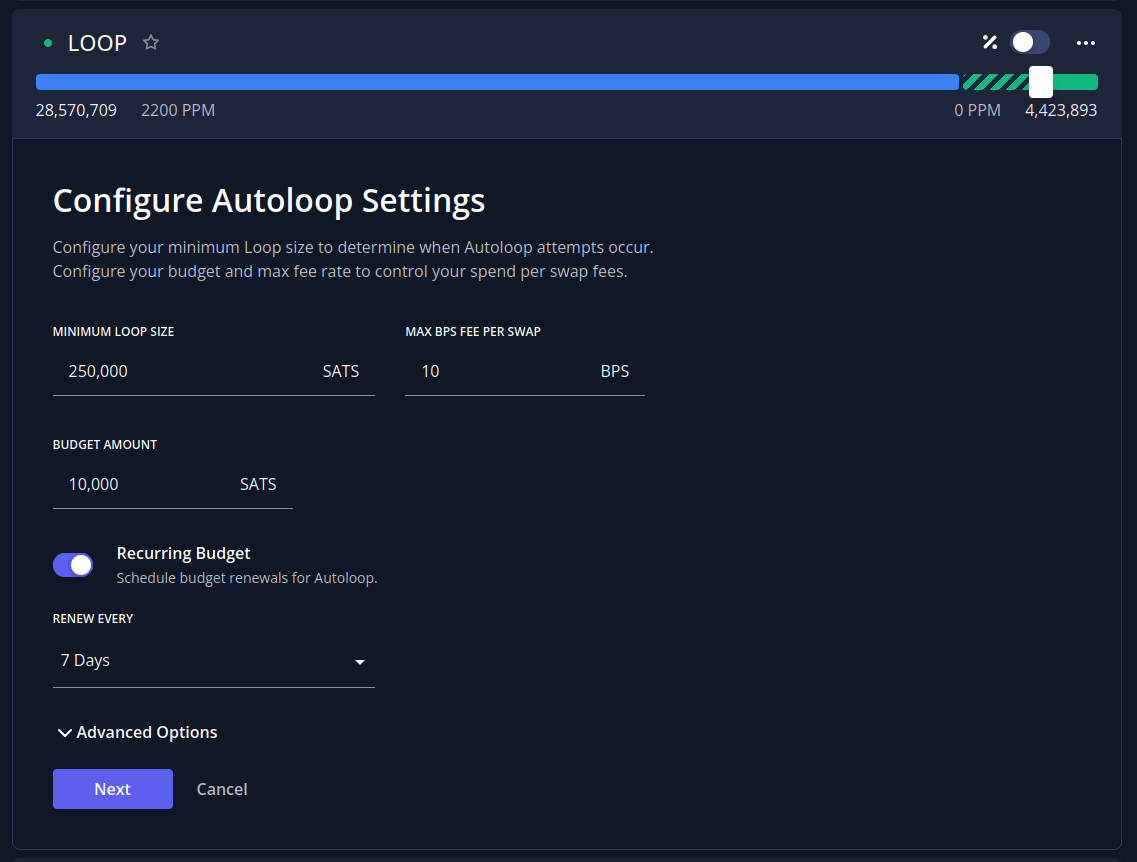 LOOP
28,570,709 2200 PPM 0 PPM 4,423,893
Configure Autoloop Settings
Configure your minimum Loop size to determine when Autoloop attempts occur.
Configure your budget and max fee rate to control your spend per swap fees.
MINIMUM LOOP SIZE MAX BPS FEE PER SWAP
250,000 SATS 10 BPS
BUDGET AMOUNT
10,000 SATS
Recurring Budget
Schedule budget renewals for Autoloop.
RENEW EVERY
7 Days
Advanced Options
Next Cancel